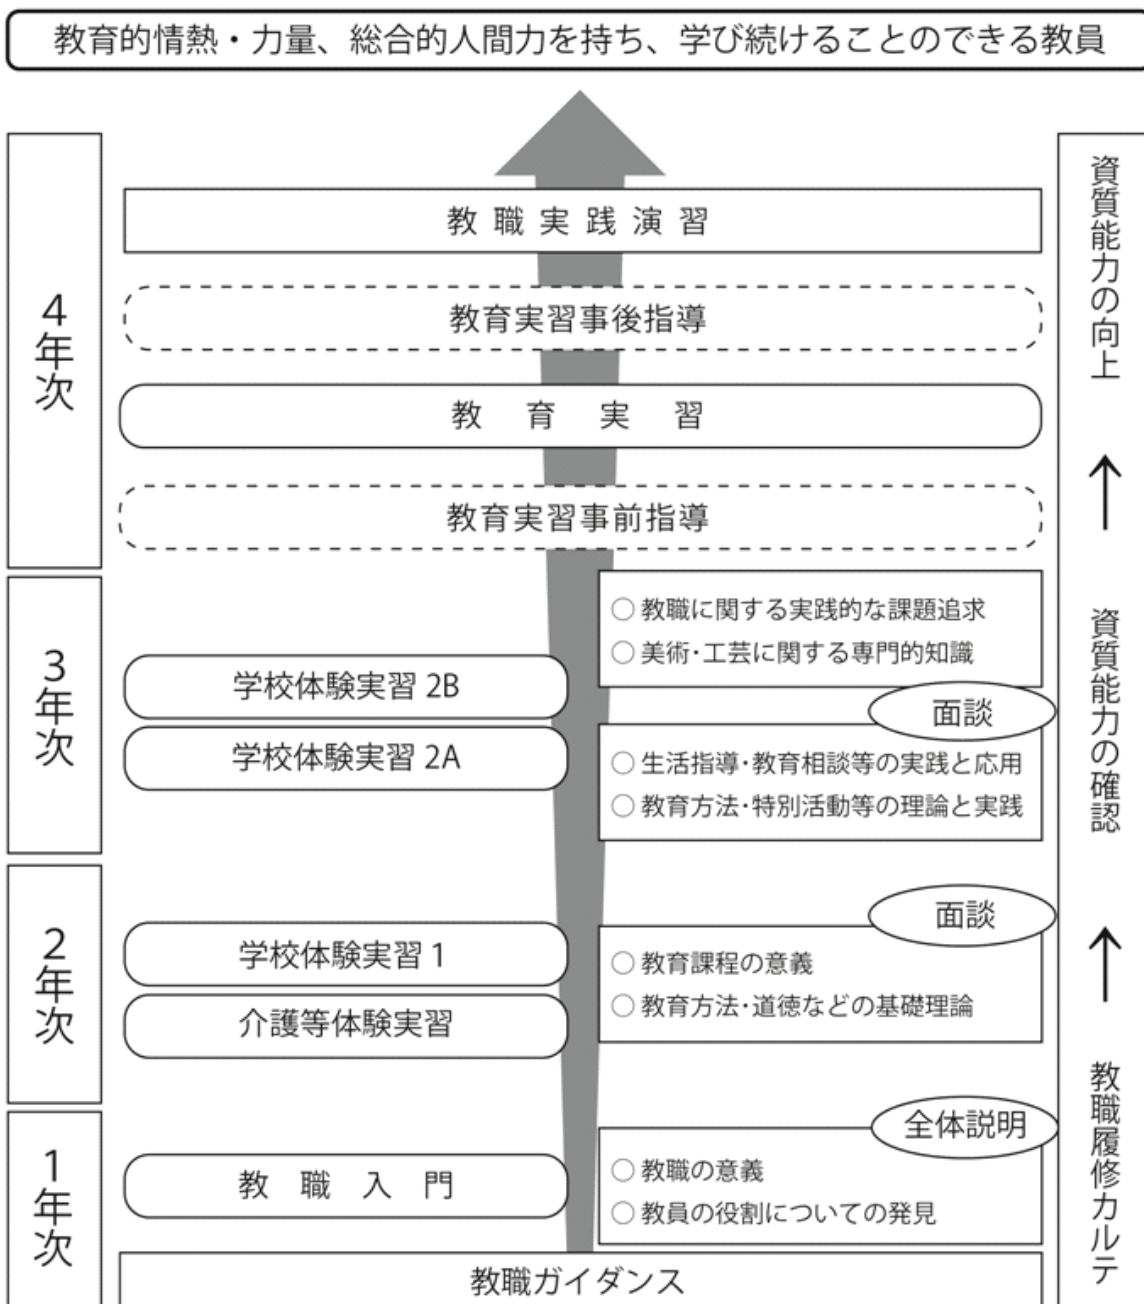 教育的情熱・力量、総合的人間力を持ち、学び続けることのできる教員
4年次
教職実践演習
教育実習事後指導
教育実習
教育実習事前指導
3年次
学校体験実習 2B
学校体験実習 2A
○ 教職に関する実践的な課題追求
○ 美術・工芸に関する専門的知識
面談
○ 生活指導・教育相談等の実践と応用
○ 教育方法・特別活動等の理論と実践
2年次
学校体験実習 1
介護等体験実習
面談
○ 教育課程の意義
○ 教育方法・道徳などの基礎理論
1年次
教職入門
全体説明
○ 教職の意義
○ 教員の役割についての発見
教職ガイダンス
資質能力の向上
↑
資質能力の確認
↑
教職履修カルテ